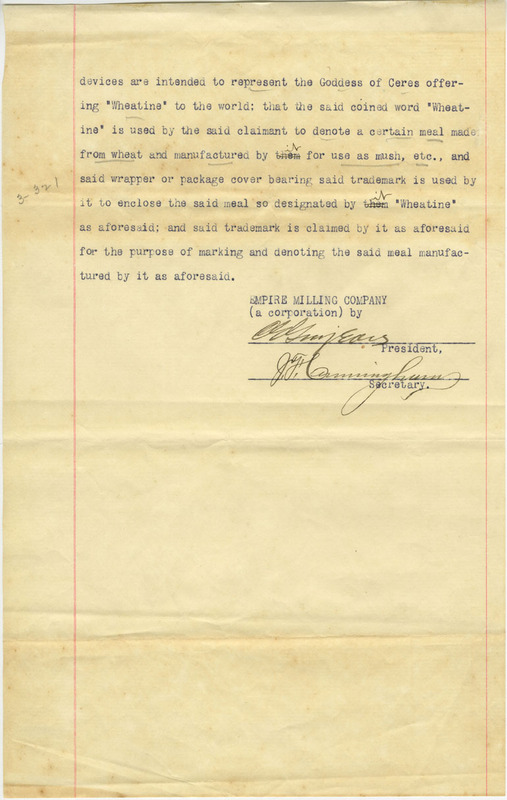 devices are intended to represent the Goddess of Ceres offer-
ing "Wheatine" to the world: that the said coined word "Wheat-
ine" is used by the said claimant to denote a certain meal made
from wheat and manufactured by them it for use as mush, etc., and
said wrapper or package cover bearing said trademark is used by
3-321
it to enclose the said meal so designated by them it "Wheatine"
as aforesaid; and said trademark is claimed by it as aforesaid
for the purpose of marking and denoting the said meal manufac-
tured by it as aforesaid.
EMPIRE MILLING COMPANY
(a corporation) by
President,
J.F. Cunningham
Secretary.